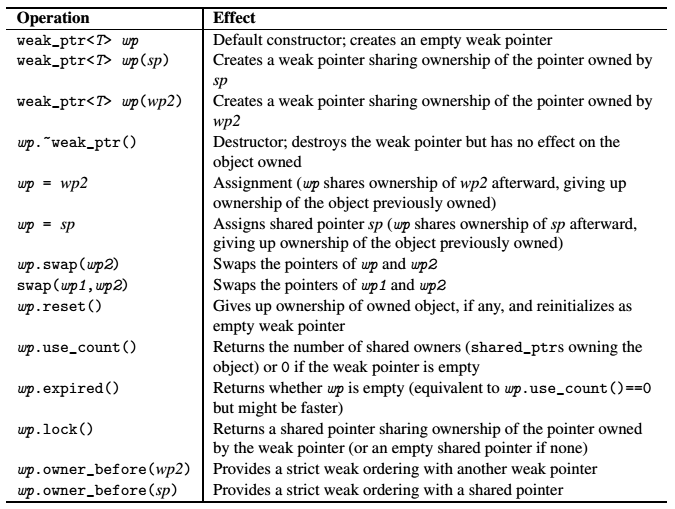 Operation Effect
weak_ptr<T> wp Default constructor; creates an empty weak pointer
weak_ptr<T> wp(sp) Creates a weak pointer sharing ownership of the pointer owned by
sp
weak_ptr<T> wp(wp2) Creates a weak pointer sharing ownership of the pointer owned by
wp2
wp.~weak_ptr() Destructor; destroys the weak pointer but has no effect on the
object owned
wp = wp2 Assignment (wp shares ownership of wp2 afterward, giving up
ownership of the object previously owned)
wp = sp Assigns shared pointer sp (wp shares ownership of sp afterward,
giving up ownership of the object previously owned)
wp.swap(wp2) Swaps the pointers of wp and wp2
swap(wp1,wp2) Swaps the pointers of wp1 and wp2
wp.reset() Gives up ownership of owned object, if any, and reinitializes as
empty weak pointer
wp.use_count() Returns the number of shared owners (shared_ptrs owning the
object) or 0 if the weak pointer is empty
wp.expired() Returns whether wp is empty (equivalent to wp.use_count()==0
but might be faster)
wp.lock() Returns a shared pointer sharing ownership of the pointer owned
by the weak pointer (or an empty shared pointer if none)
wp.owner_before(wp2) Provides a strict weak ordering with another weak pointer
wp.owner_before(sp) Provides a strict weak ordering with a shared pointer